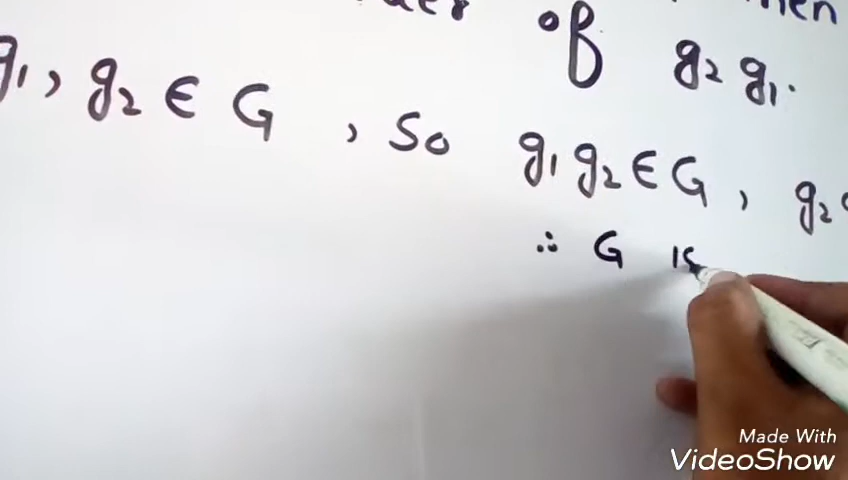 of
g₂ g₁.
g₁, g₂ ∈ G, So g₁ g₂ ∈ G, g₂
∴ G is
Made With
VideoShow